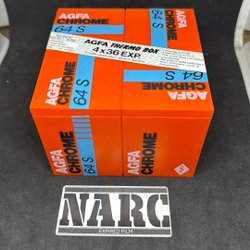 AGFA
CHROME
64 S
AGFA
CHROME
64 S
AGFA THERMO BOX
4x36 EXP.
AGFA
CHROME
64 S
AGFA
CHROME
64 S
NARC
EXPIRED FILM